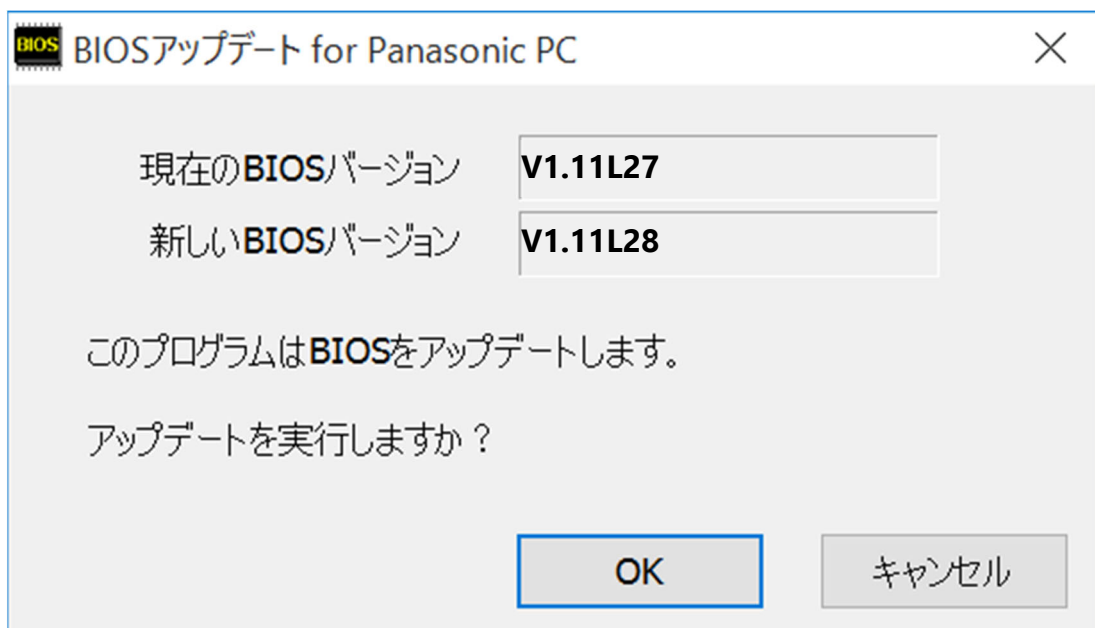 BIOS
BIOSアップデート for Panasonic PC
現在のBIOSバージョン V1.11L27
新しいBIOSバージョン V1.11L28
このプログラムはBIOSをアップデートします。
アップデートを実行しますか？
OK キャンセル